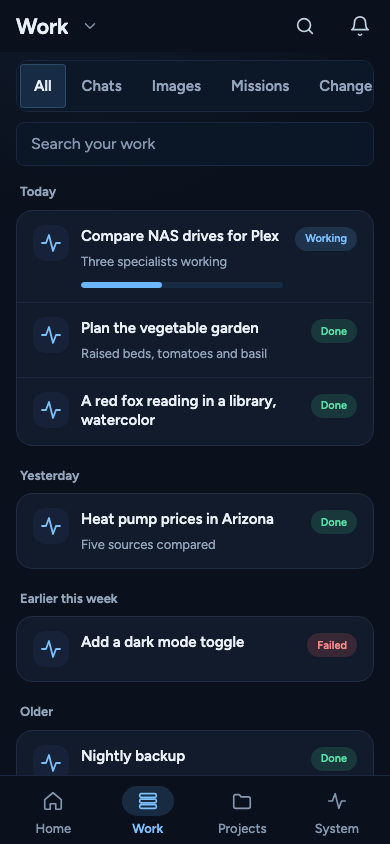 Work
All
Chats
Images
Missions
Change
Search your work
Today
Compare NAS drives for Plex
Working
Three specialists working
Plan the vegetable garden
Done
Raised beds, tomatoes and basil
A red fox reading in a library,
watercolor
Done
Yesterday
Heat pump prices in Arizona
Done
Five sources compared
Earlier this week
Add a dark mode toggle
Failed
Older
Nightly backup
Done
Home
Work
Projects
System